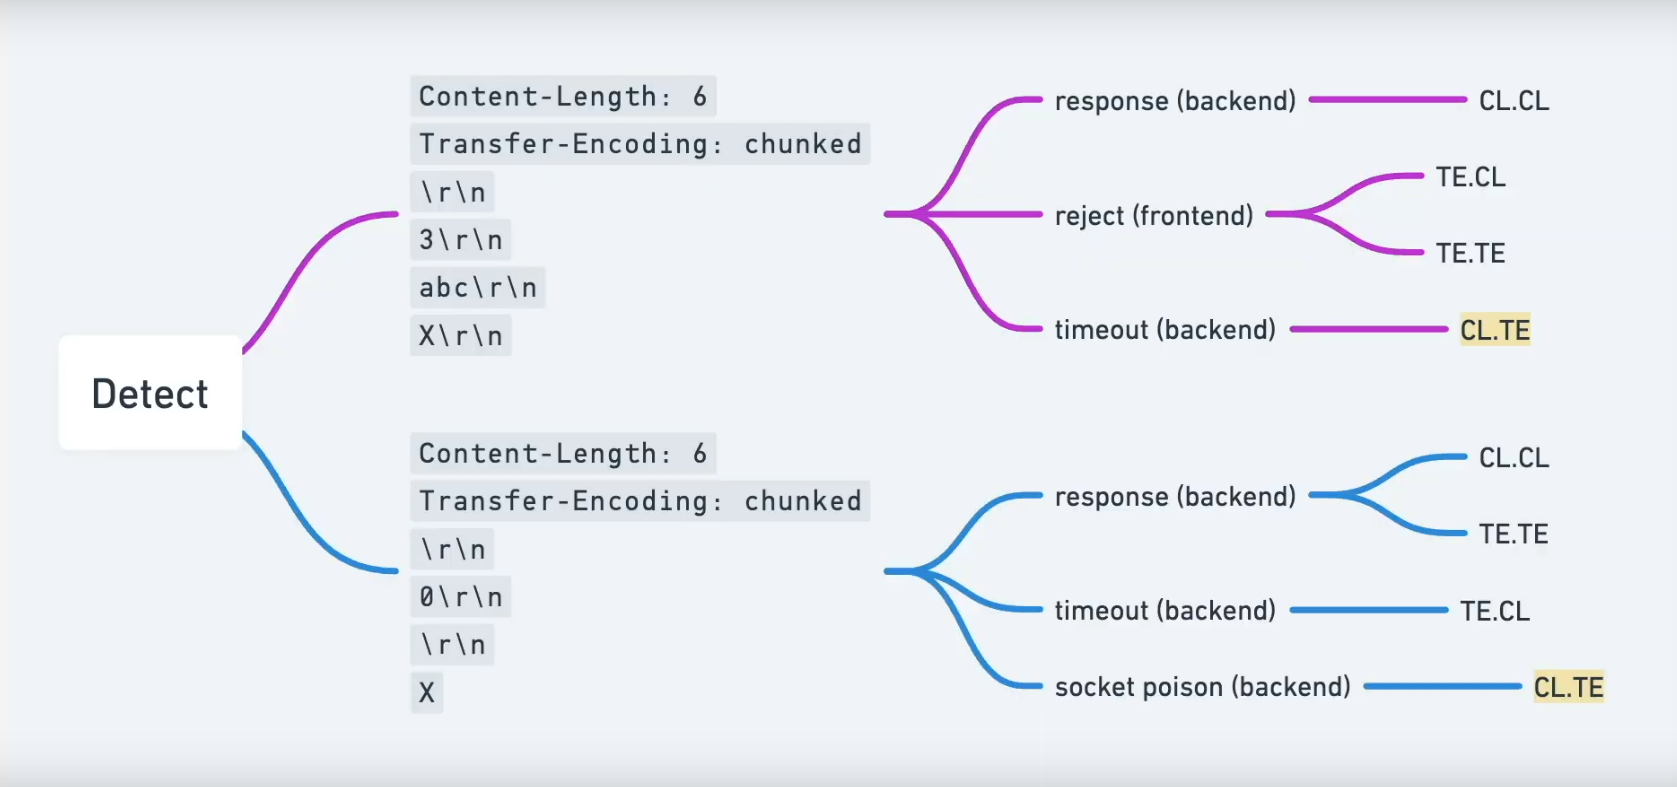 Detect
Content-Length: 6
Transfer-Encoding: chunked
\r\n
3\r\n
abc\r\n
X\r\n
response (backend)
CL.CL
reject (frontend)
TE.CL
TE.TE
timeout (backend)
CL.TE
Content-Length: 6
Transfer-Encoding: chunked
\r\n
0\r\n
\r\n
X
response (backend)
CL.CL
TE.TE
timeout (backend)
TE.CL
socket poison (backend)
CL.TE